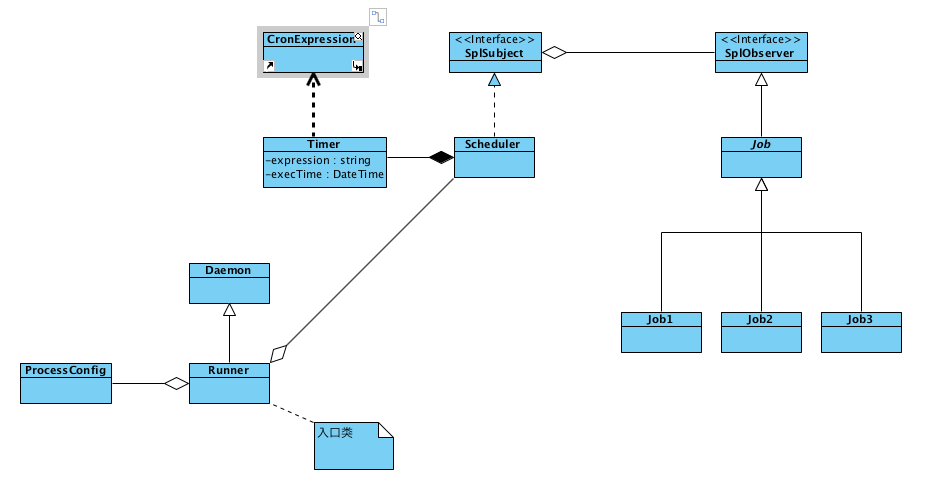 CronExpression
<<Interface>>
SplSubject
<<Interface>>
SplObserver
Timer
-expression : string
-execTime : DateTime
Scheduler
Job
Daemon
Job1
Job2
Job3
ProcessConfig
Runner
入口类